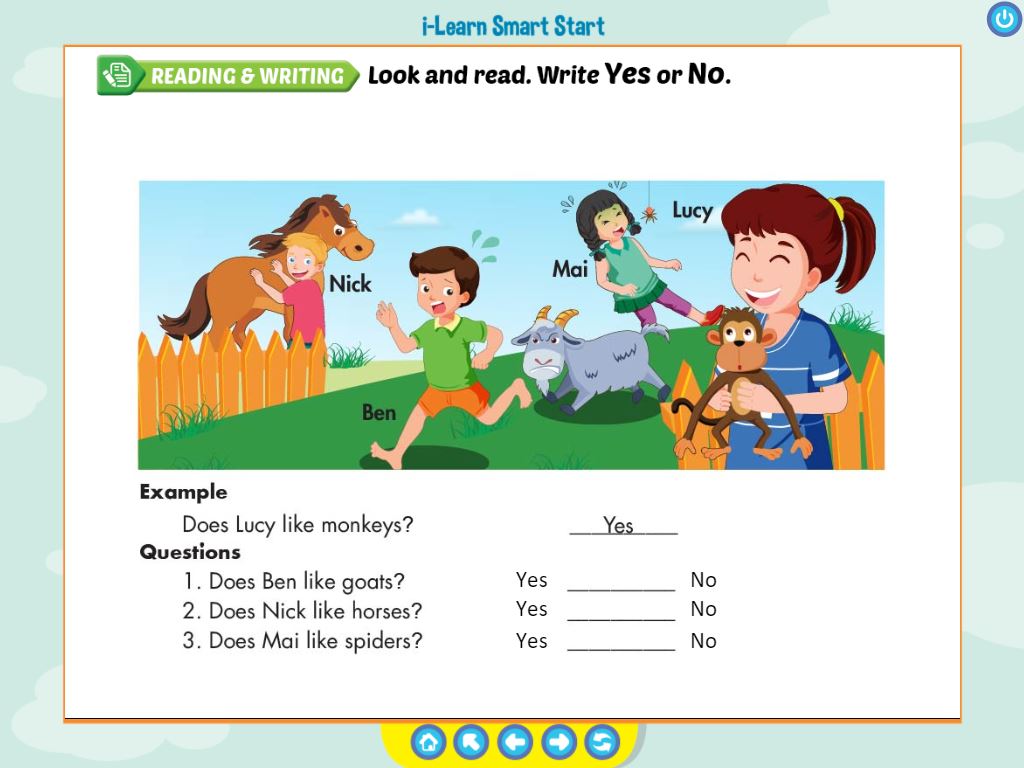 i-Learn Smart Start
READING & WRITING Look and read. Write Yes or No.
Lucy
Mai
Nick
Ben
Example
Does Lucy like monkeys? ___Yes____
Questions
1. Does Ben like goats? Yes _________ No
2. Does Nick like horses? Yes _________ No
3. Does Mai like spiders? Yes _________ No